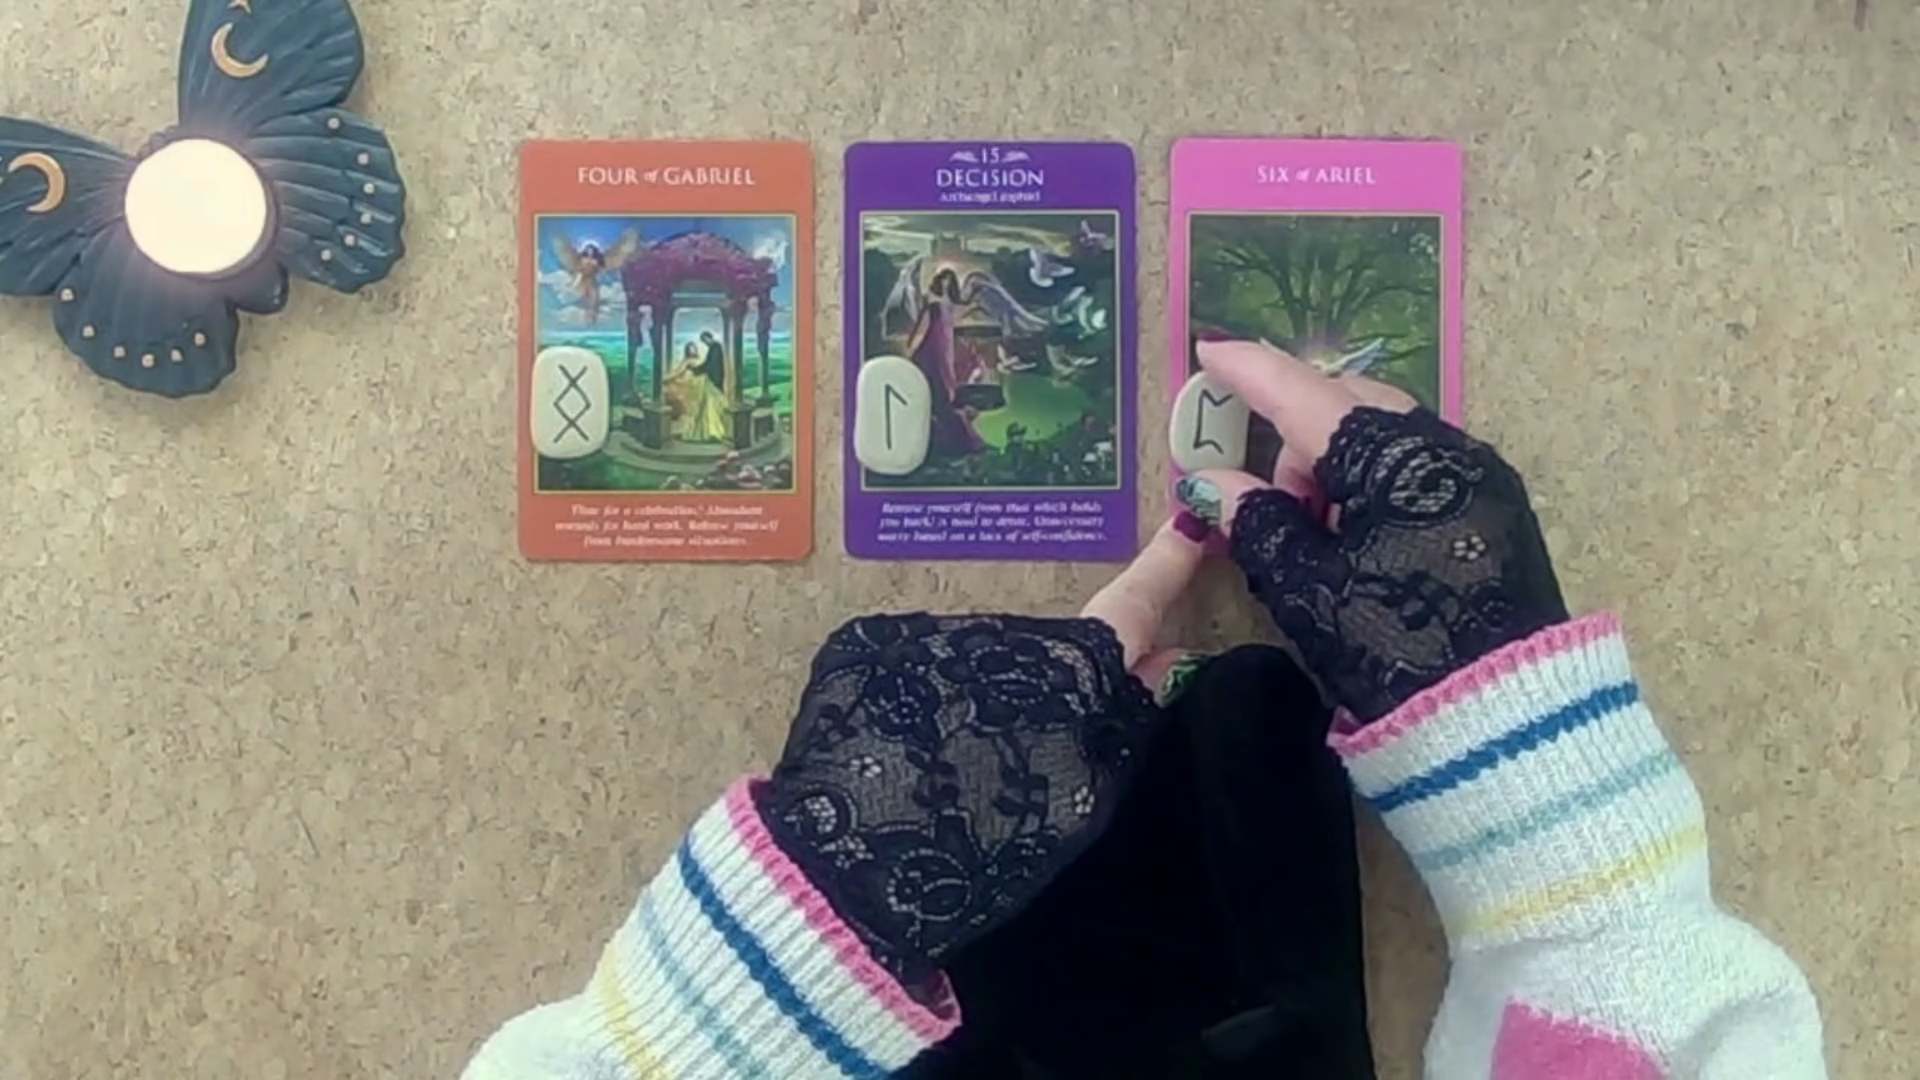 FOUR of GABRIEL
Time for a celebration! Abundant
rewards for hard work. Release yourself
from burdensome situations.
15
DECISION
Archangel
Release yourself from that which holds
you back! A need to detox. Unnecessary
worry based on a lack of self-confidence.
SIX of ARIEL
ᛝ
ᛚ
ᛈ